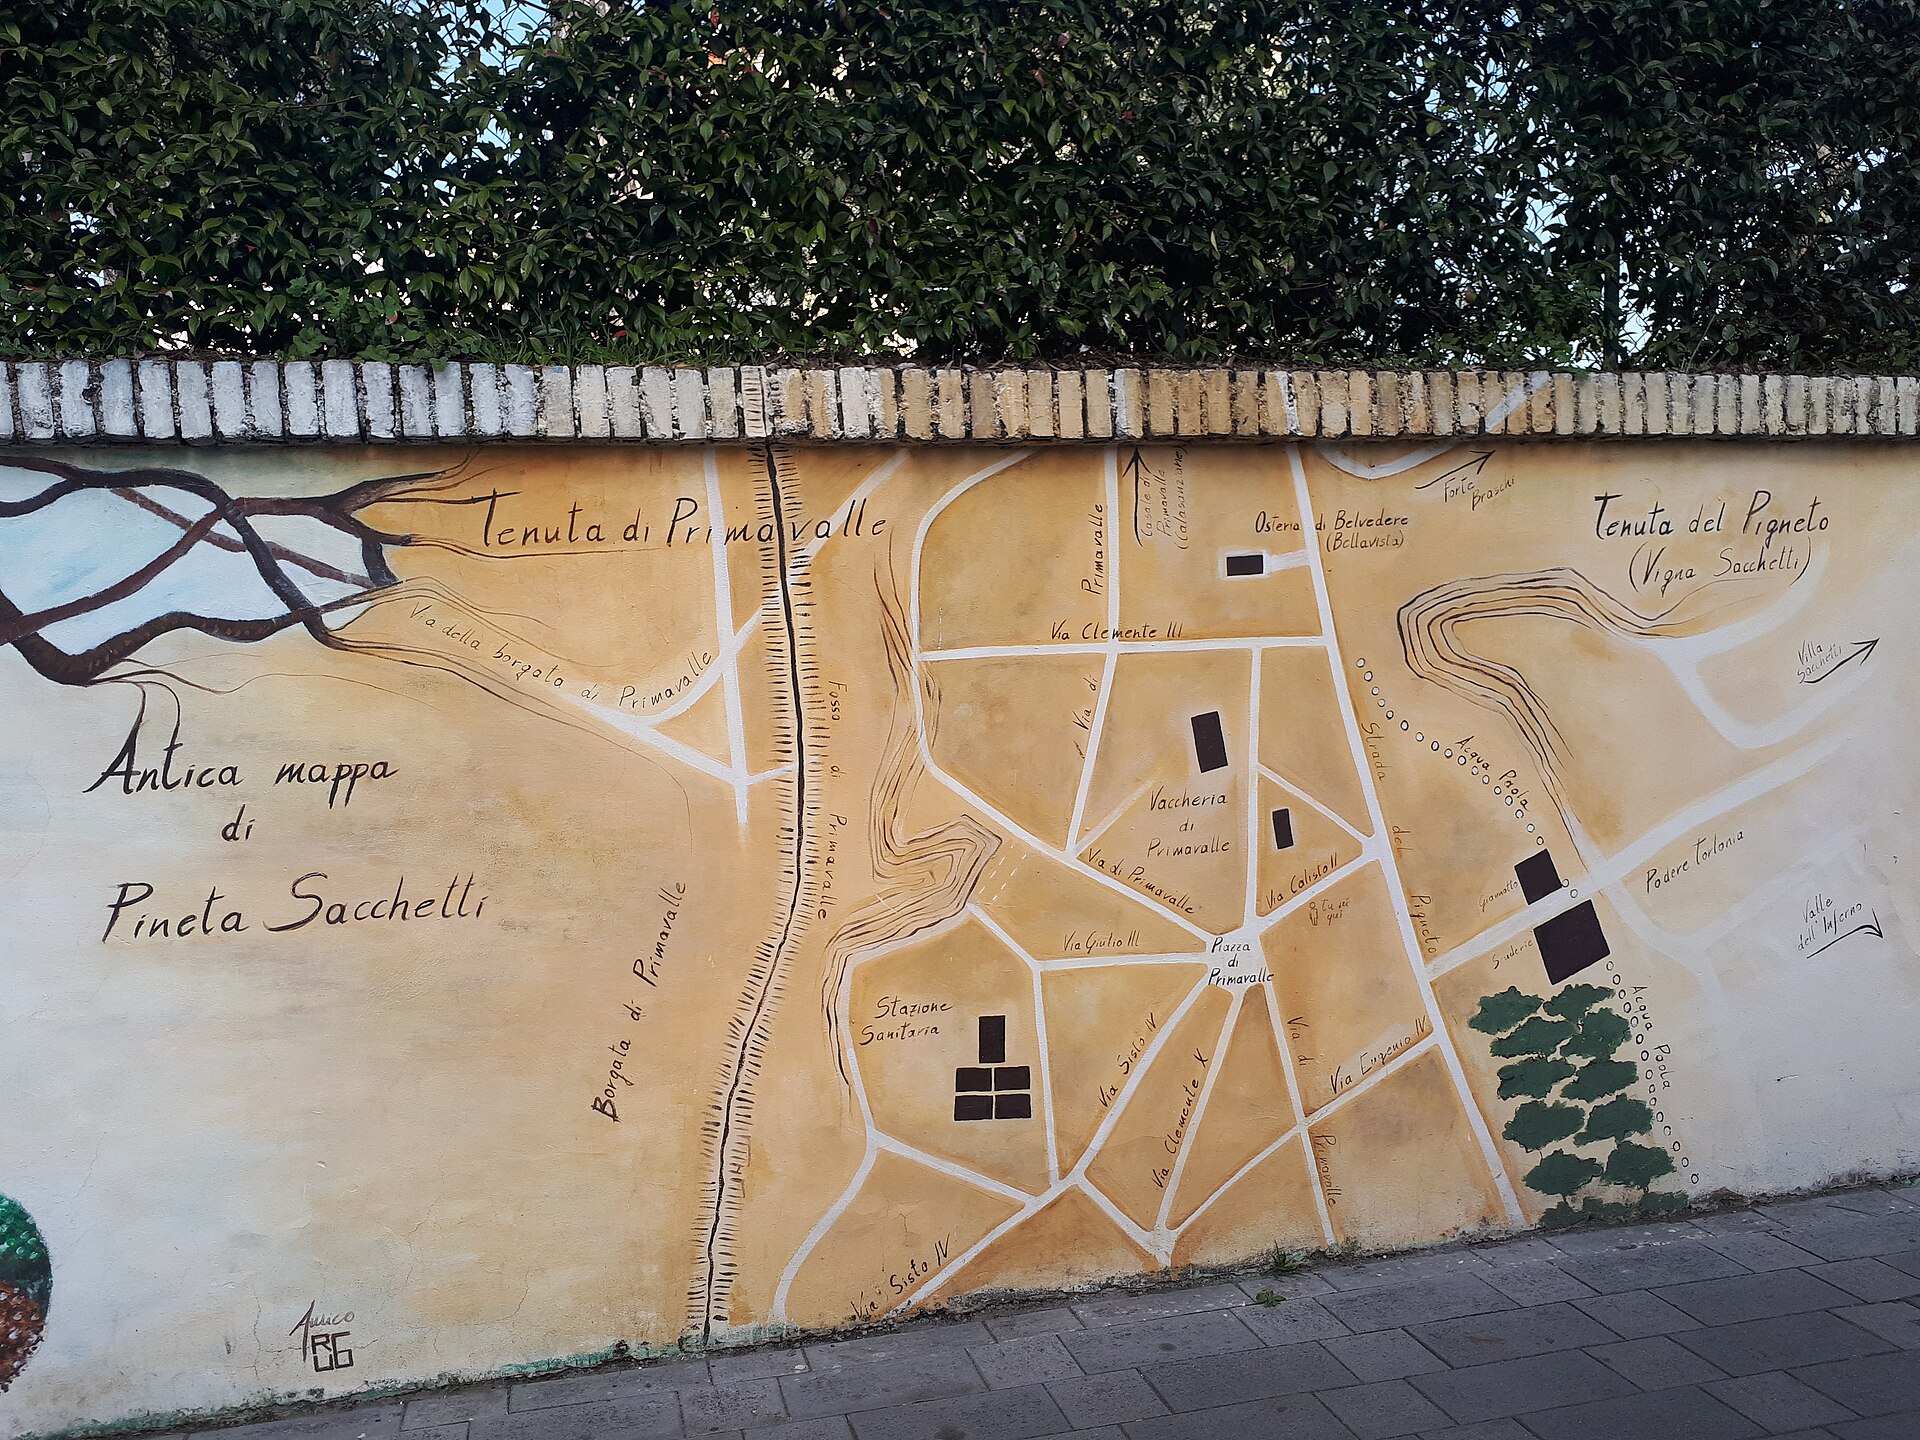 Tenuta di Primavalle
Via della borgata di Primavalle
Antica mappa
di
Pineta Sacchetti
Borgata di Primavalle
Fosso di Primavalle
Casale di
Primavalle
(Calasanziane)
Forte
Braschi
Osteria di Belvedere
(Bellavista)
Tenuta del Pigneto
(Vigna Sacchetti)
Villa
Sacchetti
Via Clemente III
Via di Primavalle
Strada del Pigneto
Acqua Paola
Vaccheria
di
Primavalle
Via di Primavalle
Via Calisto II
tu sei
qui
Podere Torlonia
Valle
dell'Inferno
Scuderie
Via Giulio III
Piazza
di
Primavalle
Stazione
Sanitaria
Via Sisto IV
Via Clemente X
Via di Primavalle
Via Eugenio IV
Acqua Paola
Via Sisto IV